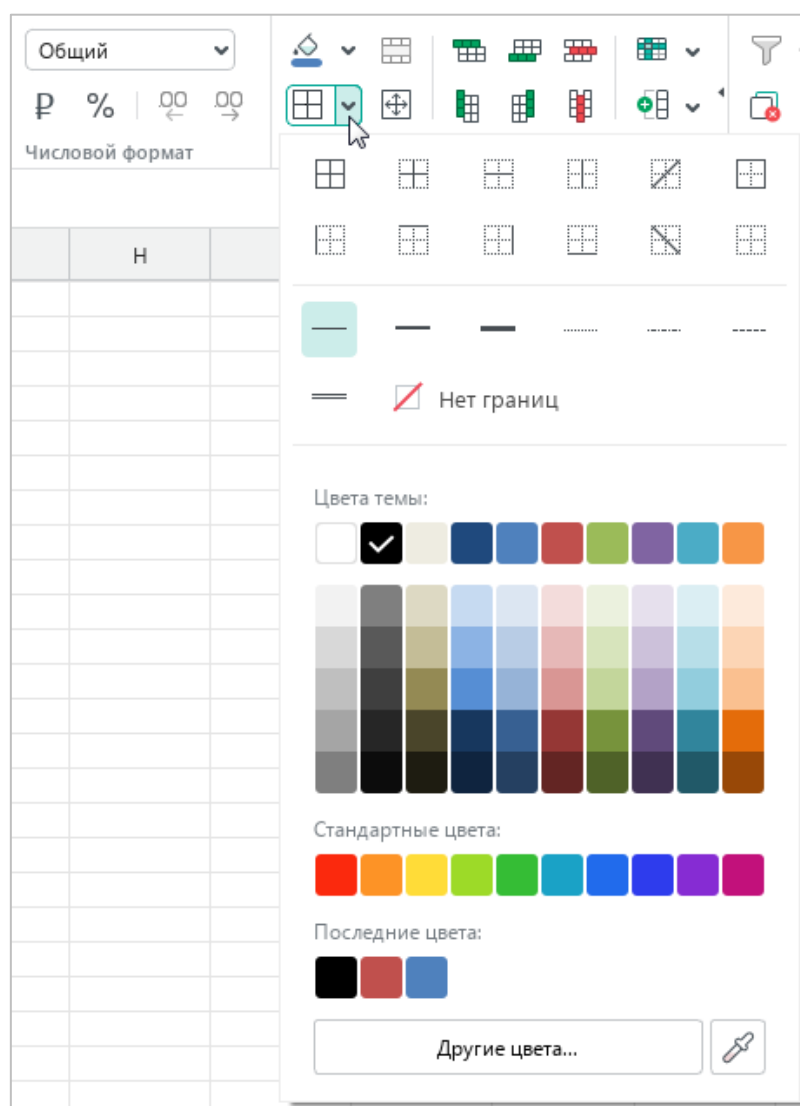 Общий
₽ % .00 .00
Числовой формат
H
Нет границ
Цвета темы:
Стандартные цвета:
Последние цвета:
Другие цвета...